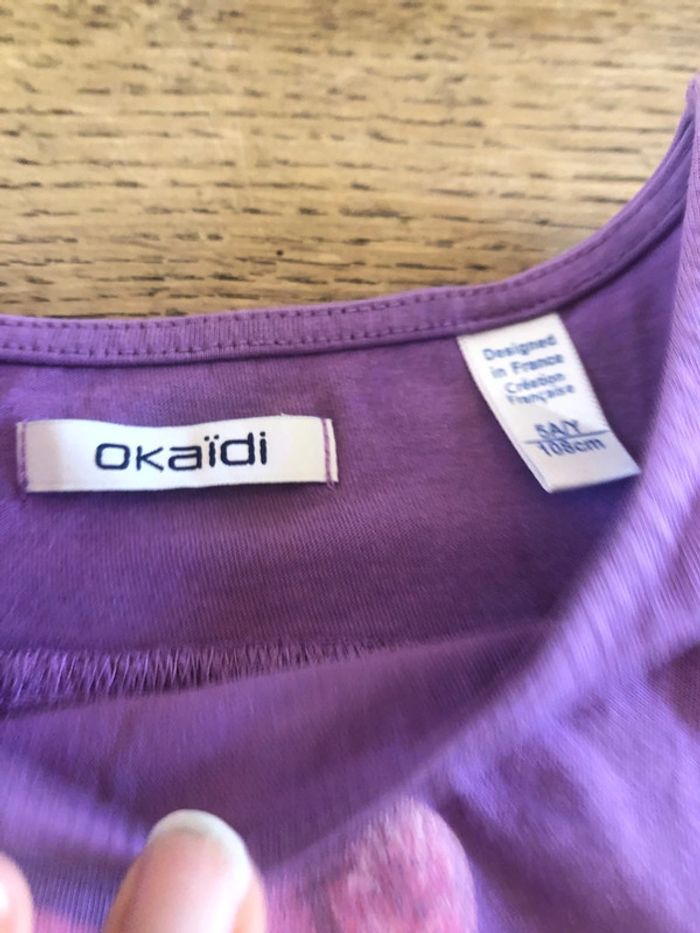 okaïdi
Designed
in France
Création
Française
5A/Y
108cm